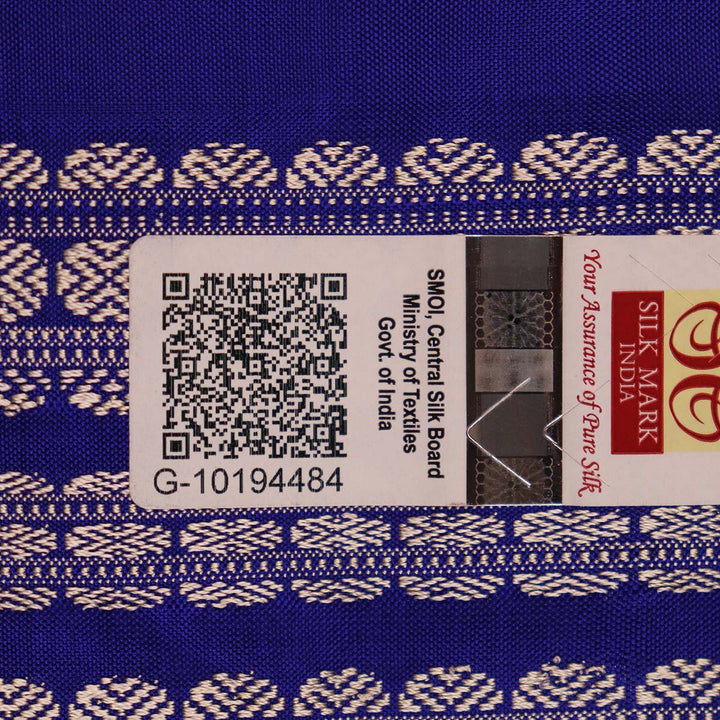 G-10194484
SMOI, Central Silk Board
Ministry of Textiles
Govt. of India
Your Assurance of Pure Silk
SILK MARK
INDIA